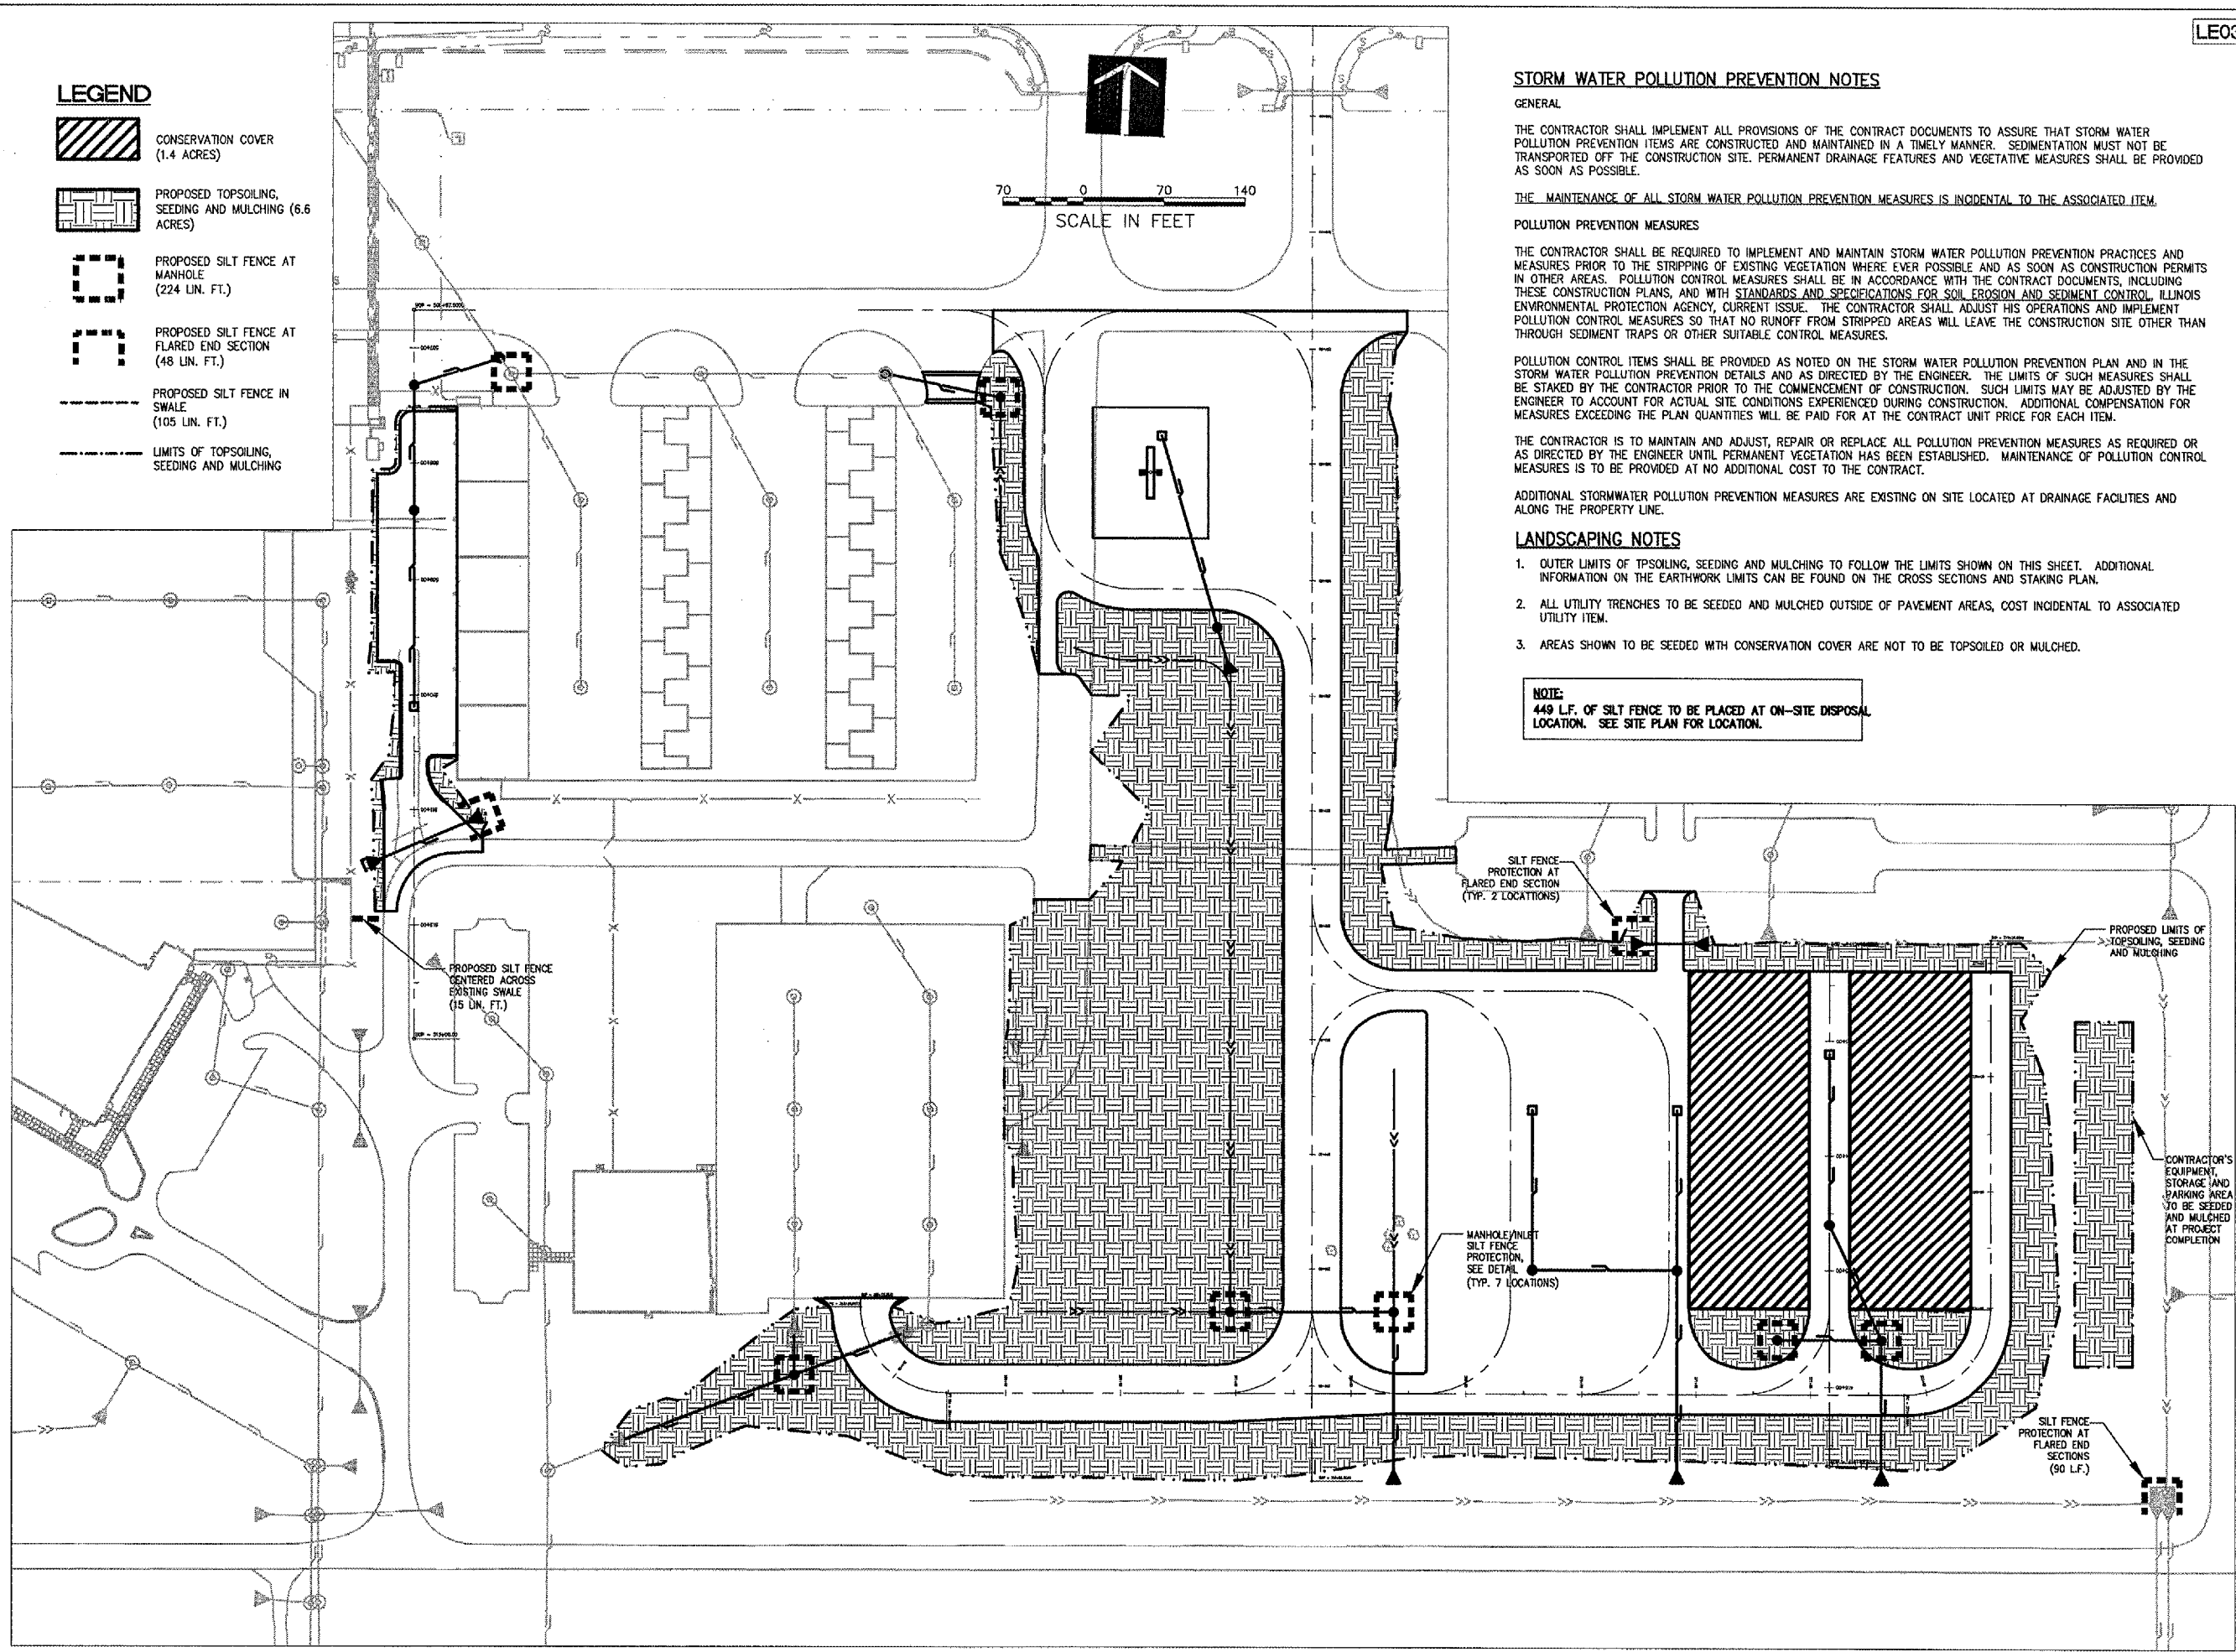 LE03
LEGEND
CONSERVATION COVER
(1.4 ACRES)
PROPOSED TOPSOILING,
SEEDING AND MULCHING (6.6
ACRES)
PROPOSED SILT FENCE AT
MANHOLE
(224 LIN. FT.)
PROPOSED SILT FENCE AT
FLARED END SECTION
(48 LIN. FT.)
PROPOSED SILT FENCE IN
SWALE
(105 LIN. FT.)
LIMITS OF TOPSOILING,
SEEDING AND MULCHING
70 0 70 140
SCALE IN FEET
STORM WATER POLLUTION PREVENTION NOTES
GENERAL
THE CONTRACTOR SHALL IMPLEMENT ALL PROVISIONS OF THE CONTRACT DOCUMENTS TO ASSURE THAT STORM WATER
POLLUTION PREVENTION ITEMS ARE CONSTRUCTED AND MAINTAINED IN A TIMELY MANNER. SEDIMENTATION MUST NOT BE
TRANSPORTED OFF THE CONSTRUCTION SITE. PERMANENT DRAINAGE FEATURES AND VEGETATIVE MEASURES SHALL BE PROVIDED
AS SOON AS POSSIBLE.
THE MAINTENANCE OF ALL STORM WATER POLLUTION PREVENTION MEASURES IS INCIDENTAL TO THE ASSOCIATED ITEM.
POLLUTION PREVENTION MEASURES
THE CONTRACTOR SHALL BE REQUIRED TO IMPLEMENT AND MAINTAIN STORM WATER POLLUTION PREVENTION PRACTICES AND
MEASURES PRIOR TO THE STRIPPING OF EXISTING VEGETATION WHERE EVER POSSIBLE AND AS SOON AS CONSTRUCTION PERMITS
IN OTHER AREAS. POLLUTION CONTROL MEASURES SHALL BE IN ACCORDANCE WITH THE CONTRACT DOCUMENTS, INCLUDING
THESE CONSTRUCTION PLANS, AND WITH STANDARDS AND SPECIFICATIONS FOR SOIL EROSION AND SEDIMENT CONTROL, ILLINOIS
ENVIRONMENTAL PROTECTION AGENCY, CURRENT ISSUE. THE CONTRACTOR SHALL ADJUST HIS OPERATIONS AND IMPLEMENT
POLLUTION CONTROL MEASURES SO THAT NO RUNOFF FROM STRIPPED AREAS WILL LEAVE THE CONSTRUCTION SITE OTHER THAN
THROUGH SEDIMENT TRAPS OR OTHER SUITABLE CONTROL MEASURES.
POLLUTION CONTROL ITEMS SHALL BE PROVIDED AS NOTED ON THE STORM WATER POLLUTION PREVENTION PLAN AND IN THE
STORM WATER POLLUTION PREVENTION DETAILS AND AS DIRECTED BY THE ENGINEER. THE LIMITS OF SUCH MEASURES SHALL
BE STAKED BY THE CONTRACTOR PRIOR TO THE COMMENCEMENT OF CONSTRUCTION. SUCH LIMITS MAY BE ADJUSTED BY THE
ENGINEER TO ACCOUNT FOR ACTUAL SITE CONDITIONS EXPERIENCED DURING CONSTRUCTION. ADDITIONAL COMPENSATION FOR
MEASURES EXCEEDING THE PLAN QUANTITIES WILL BE PAID FOR AT THE CONTRACT UNIT PRICE FOR EACH ITEM.
THE CONTRACTOR IS TO MAINTAIN AND ADJUST, REPAIR OR REPLACE ALL POLLUTION PREVENTION MEASURES AS REQUIRED OR
AS DIRECTED BY THE ENGINEER UNTIL PERMANENT VEGETATION HAS BEEN ESTABLISHED. MAINTENANCE OF POLLUTION CONTROL
MEASURES IS TO BE PROVIDED AT NO ADDITIONAL COST TO THE CONTRACT.
ADDITIONAL STORMWATER POLLUTION PREVENTION MEASURES ARE EXISTING ON SITE LOCATED AT DRAINAGE FACILITIES AND
ALONG THE PROPERTY LINE.
LANDSCAPING NOTES
1. OUTER LIMITS OF TPSOILING, SEEDING AND MULCHING TO FOLLOW THE LIMITS SHOWN ON THIS SHEET. ADDITIONAL
INFORMATION ON THE EARTHWORK LIMITS CAN BE FOUND ON THE CROSS SECTIONS AND STAKING PLAN.
2. ALL UTILITY TRENCHES TO BE SEEDED AND MULCHED OUTSIDE OF PAVEMENT AREAS, COST INCIDENTAL TO ASSOCIATED
UTILITY ITEM.
3. AREAS SHOWN TO BE SEEDED WITH CONSERVATION COVER ARE NOT TO BE TOPSOILED OR MULCHED.
NOTE:
449 L.F. OF SILT FENCE TO BE PLACED AT ON-SITE DISPOSAL
LOCATION. SEE SITE PLAN FOR LOCATION.
SILT FENCE
PROTECTION AT
FLARED END SECTION
(TYP. 2 LOCATTIONS)
PROPOSED LIMITS OF
TOPSOILING, SEEDING
AND MULCHING
PROPOSED SILT FENCE
CENTERED ACROSS
EXISTING SWALE
(15 LIN. FT.)
CONTRACTOR'S
EQUIPMENT,
STORAGE AND
PARKING AREA
TO BE SEEDED
AND MULCHED
AT PROJECT
COMPLETION
MANHOLE/INLET
SILT FENCE
PROTECTION,
SEE DETAIL
(TYP. 7 LOCATIONS)
SILT FENCE
PROTECTION AT
FLARED END
SECTIONS
(90 L.F.)